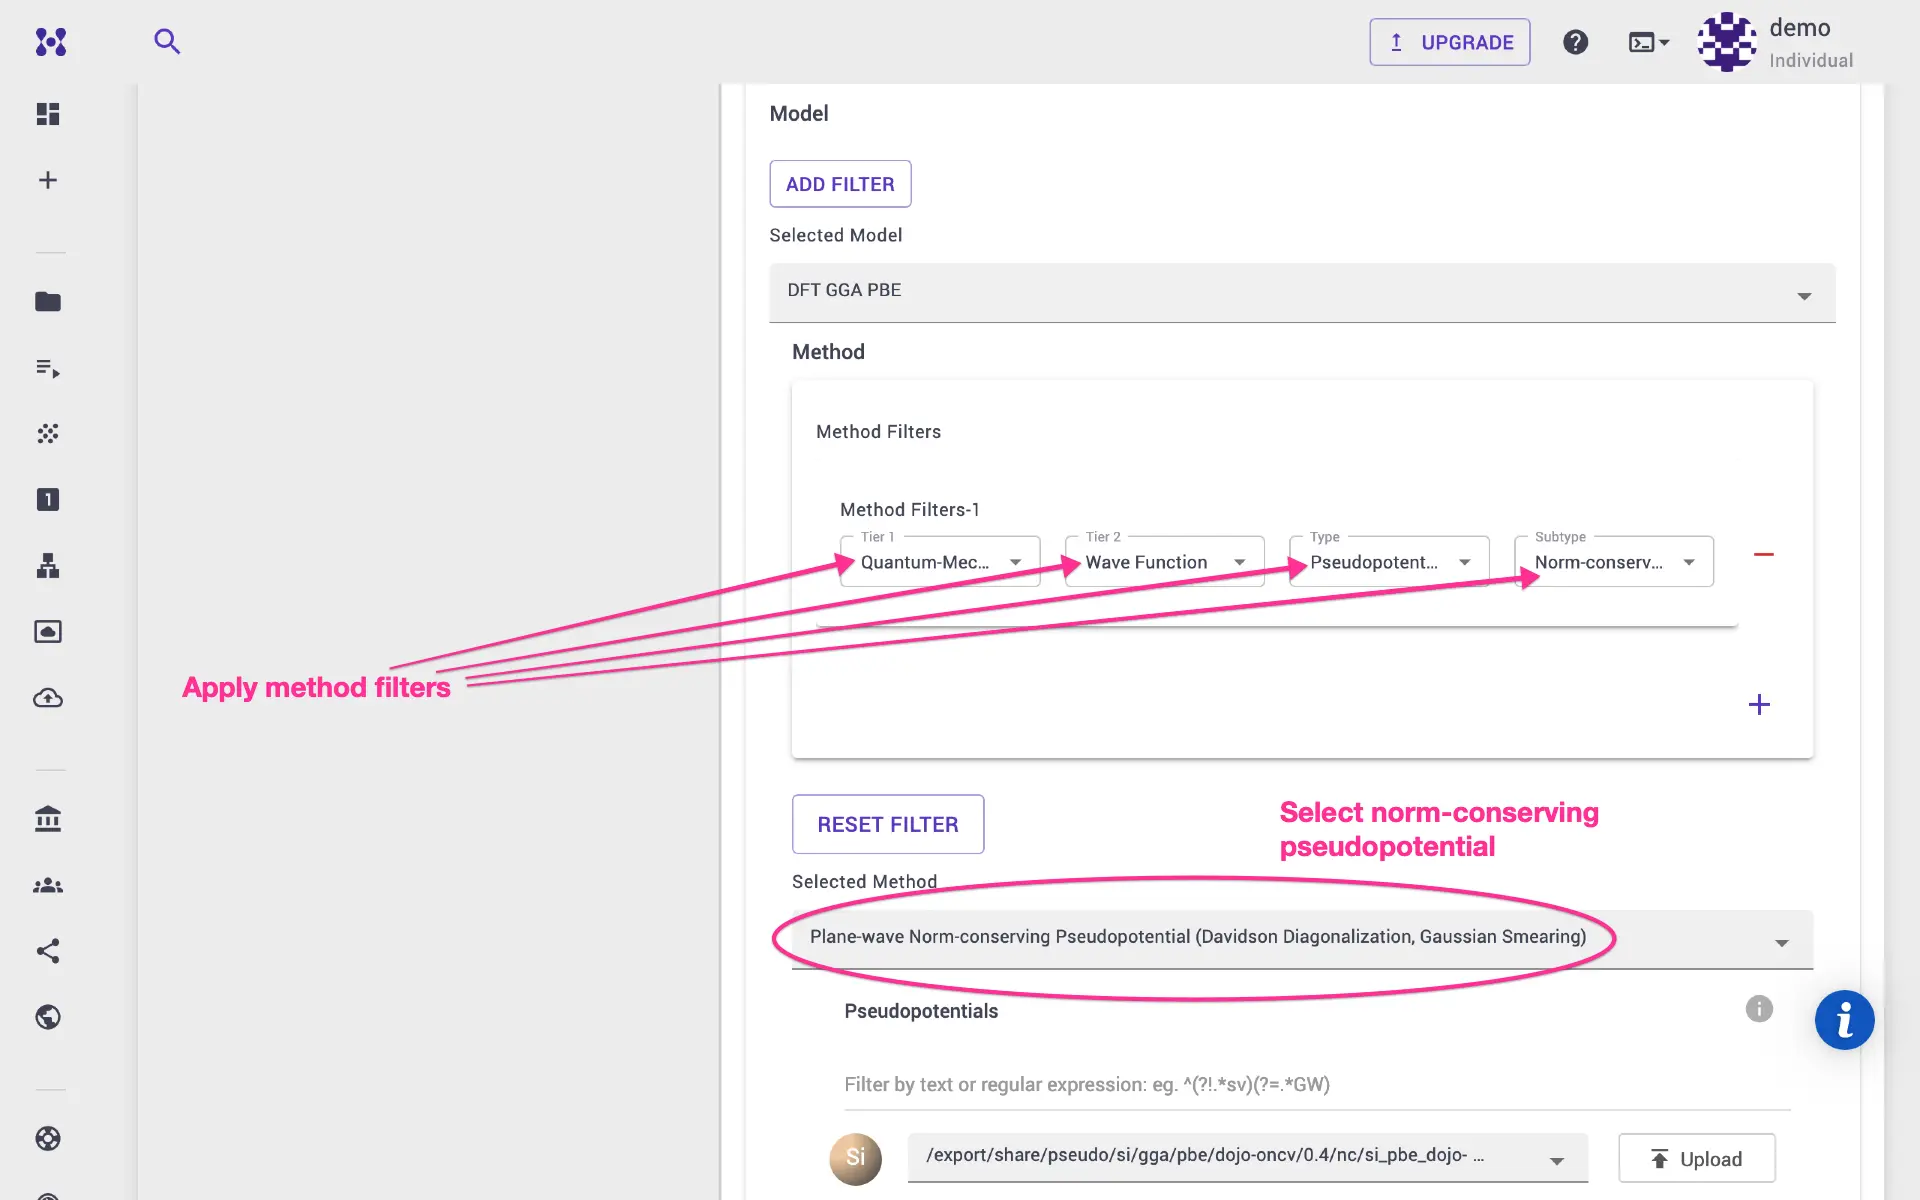 UPGRADE
demo
Individual
Model
ADD FILTER
Selected Model
DFT GGA PBE
Method
Method Filters
Method Filters-1
Tier 1
Quantum-Mec...
Tier 2
Wave Function
Type
Pseudopotent...
Subtype
Norm-conserv...
Apply method filters
RESET FILTER
Select norm-conserving
pseudopotential
Selected Method
Plane-wave Norm-conserving Pseudopotential (Davidson Diagonalization, Gaussian Smearing)
Pseudopotentials
Filter by text or regular expression: eg. ^(?!.*sv)(?=.*GW)
Si
/export/share/pseudo/si/gga/pbe/dojo-oncv/0.4/nc/si_pbe_dojo- ...
Upload